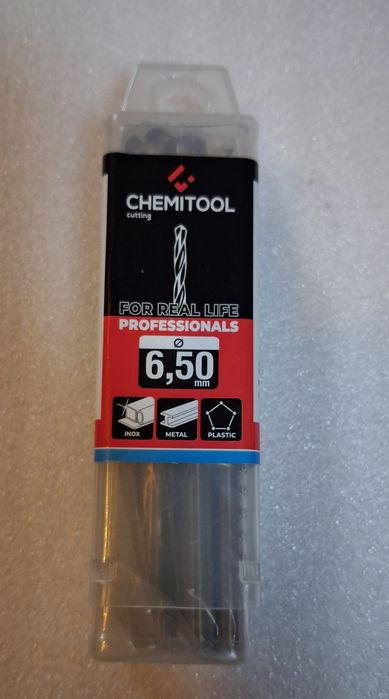 CHEMITOOL
cutting
FOR REAL LIFE
PROFESSIONALS
Ø
6,50
mm
INOX METAL PLASTIC